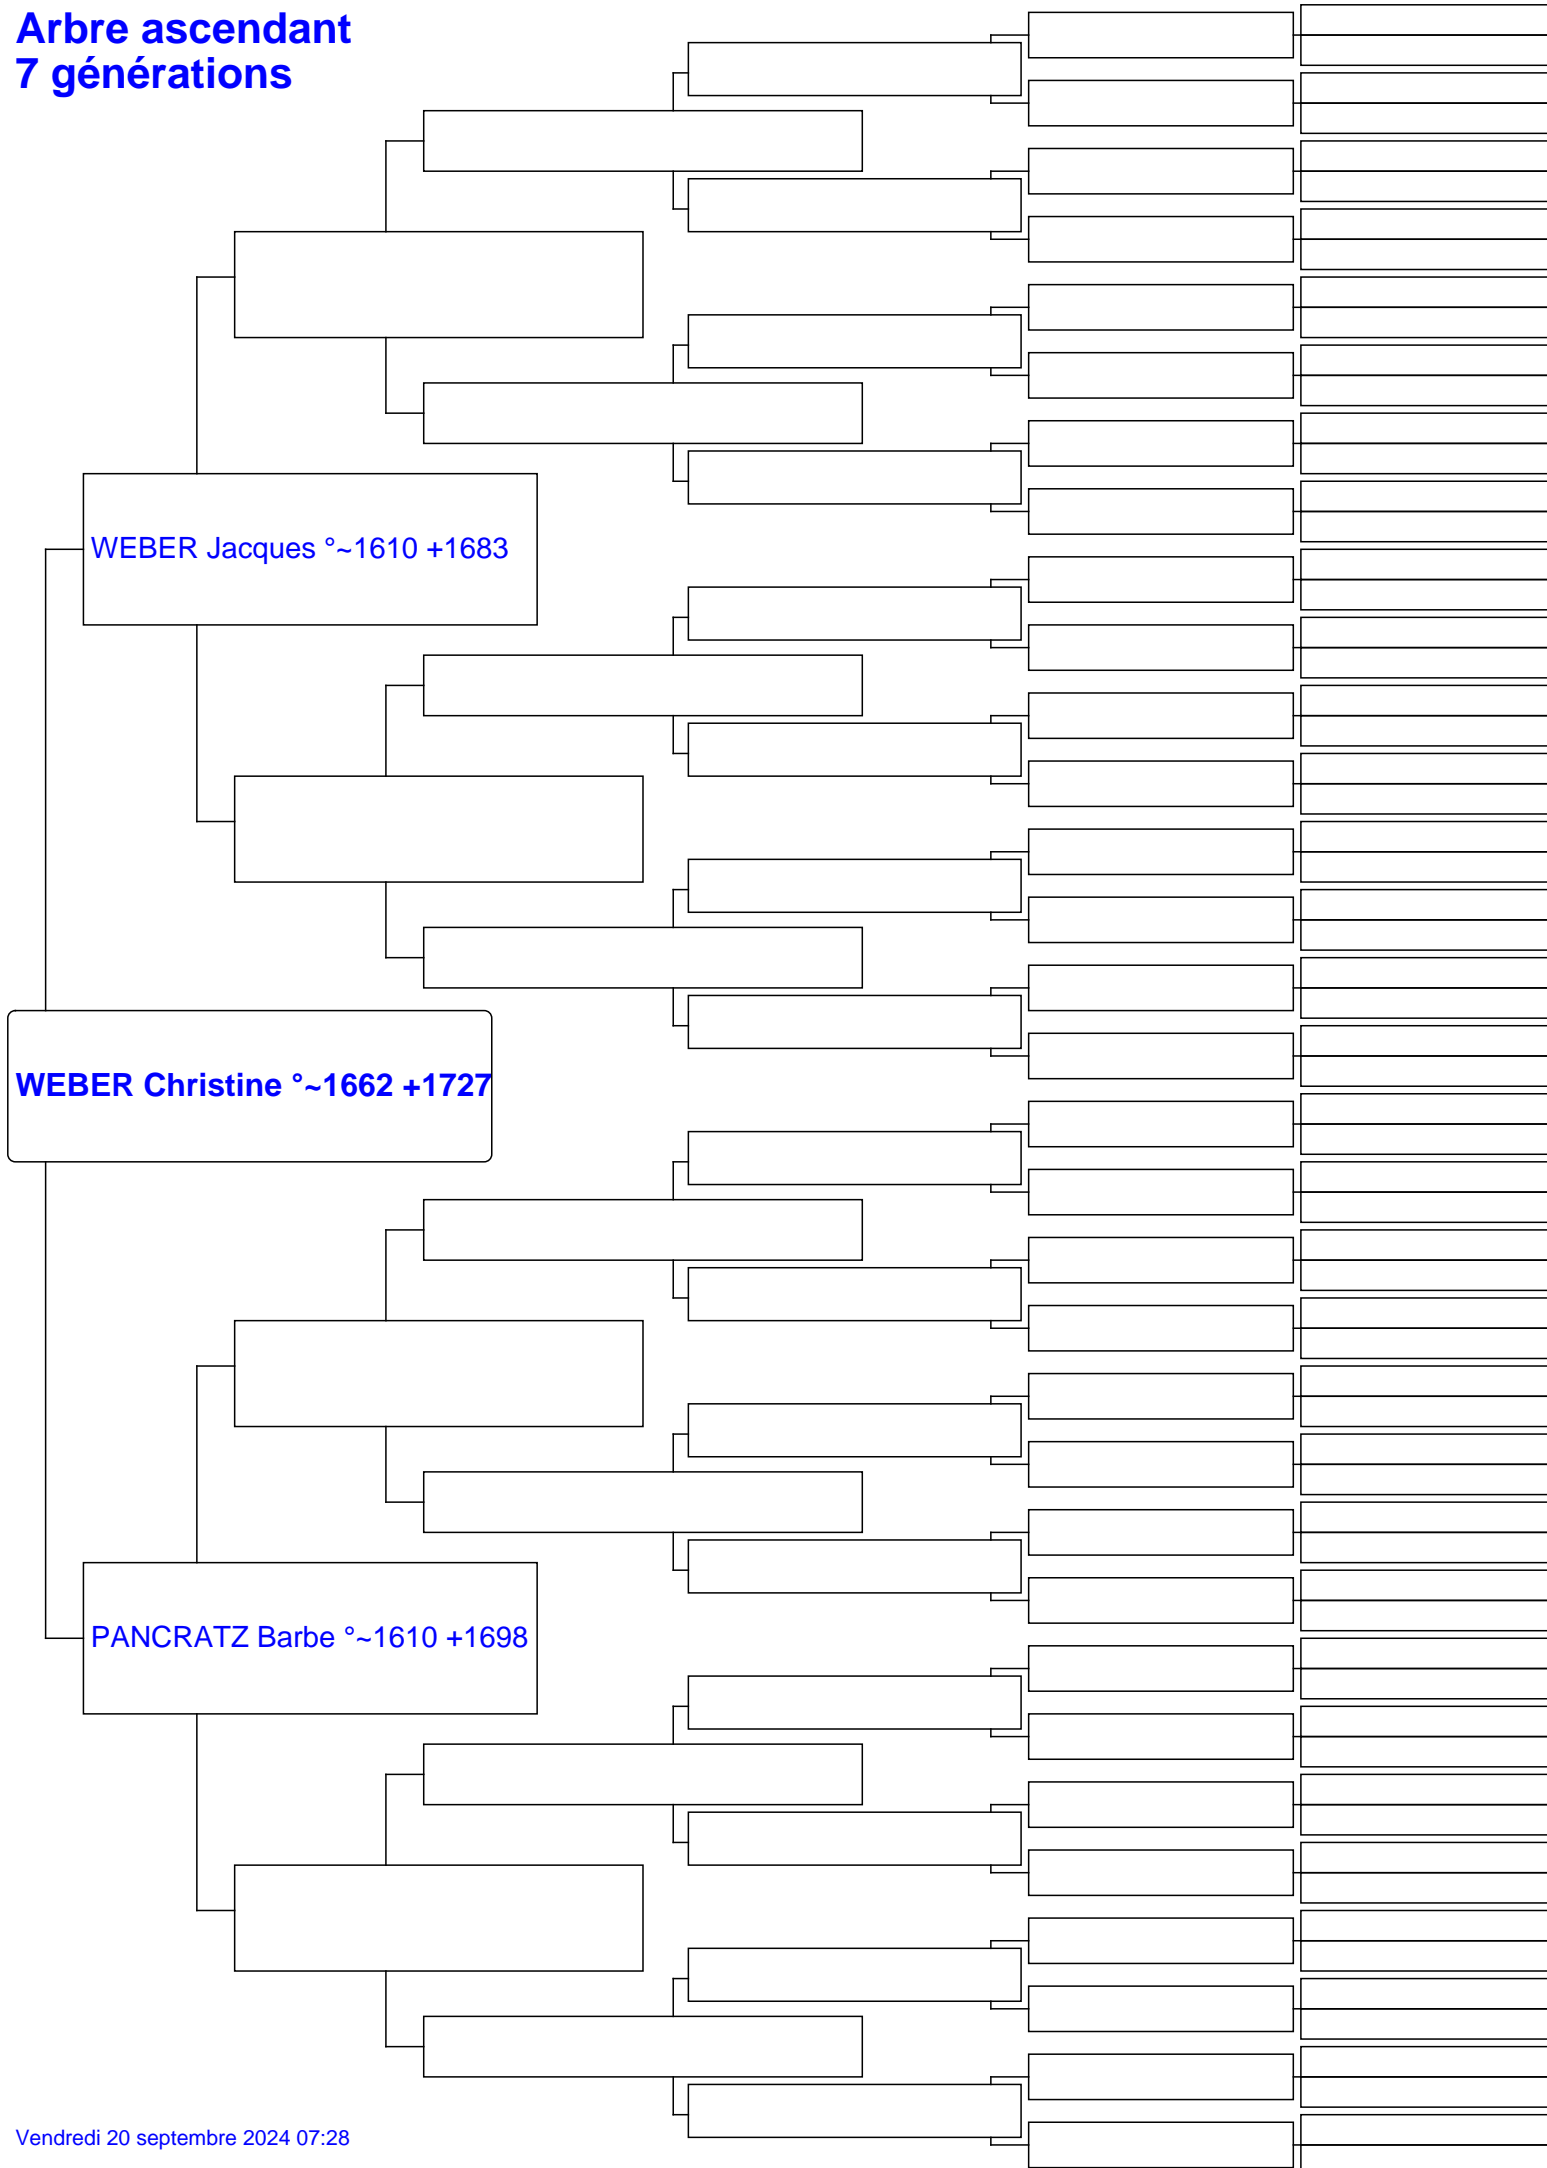 Arbre ascendant
7 générations
WEBER Jacques °~1610 +1683
WEBER Christine °~1662 +1727
PANCRATZ Barbe °~1610 +1698
Vendredi 20 septembre 2024 07:28